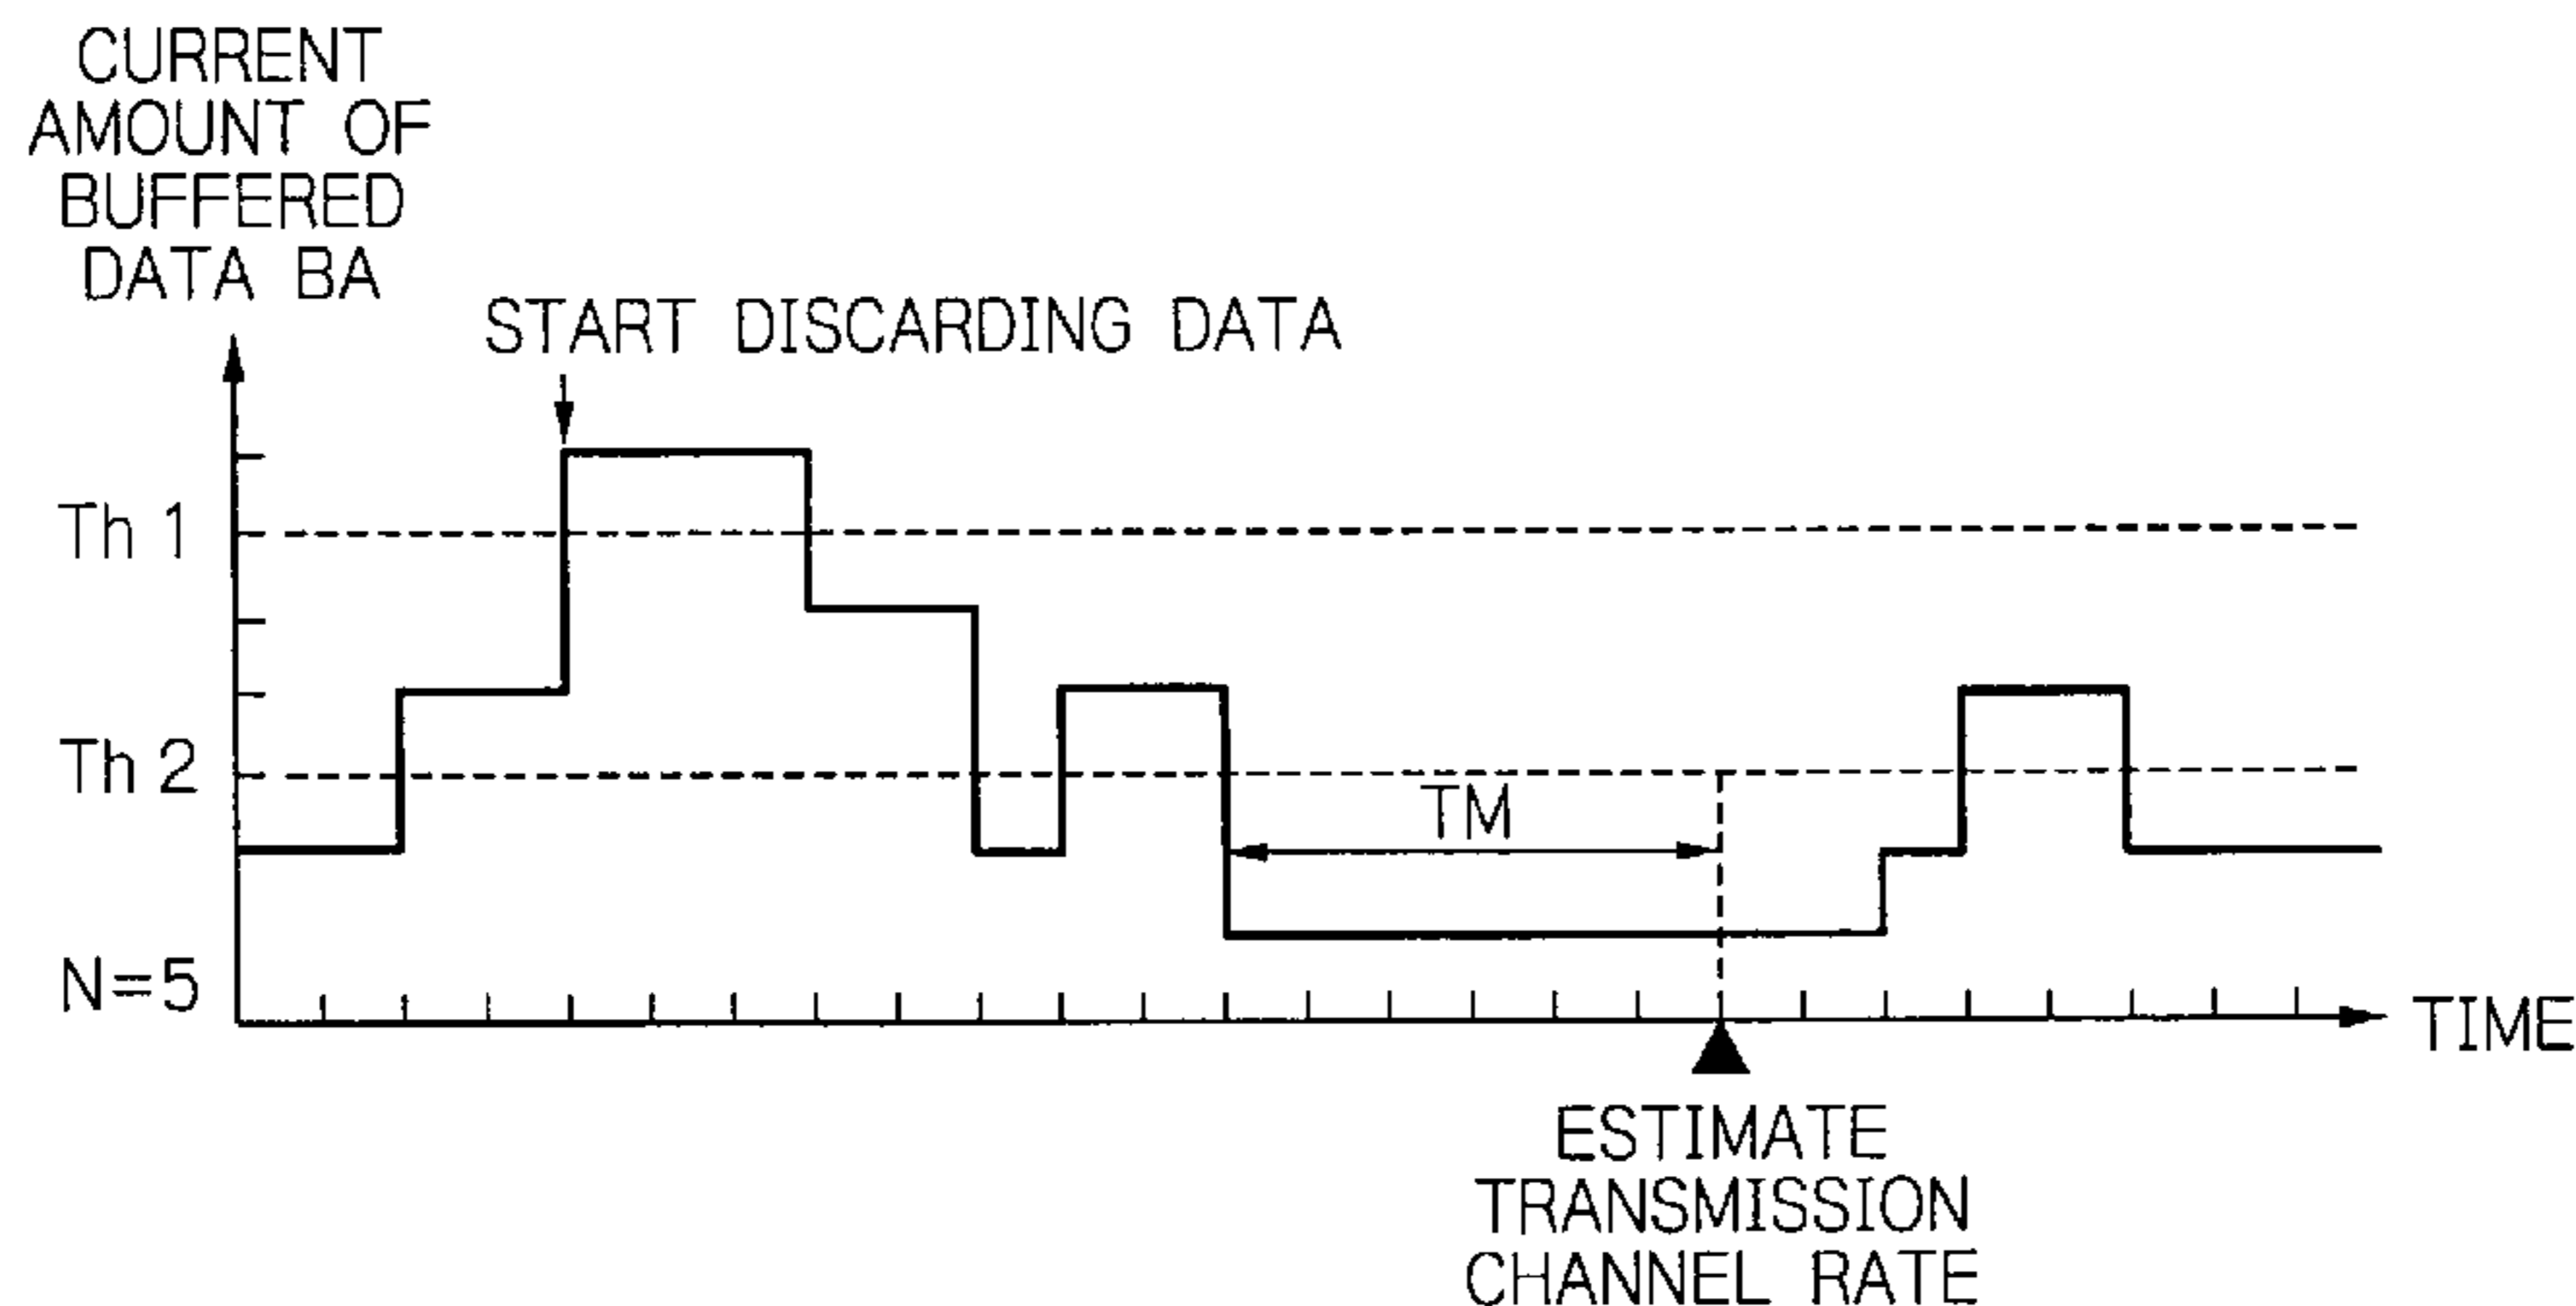 CURRENT
AMOUNT OF
BUFFERED
DATA BA
START DISCARDING DATA
Th 1
Th 2
TM
N=5
TIME
ESTIMATE
TRANSMISSION
CHANNEL RATE